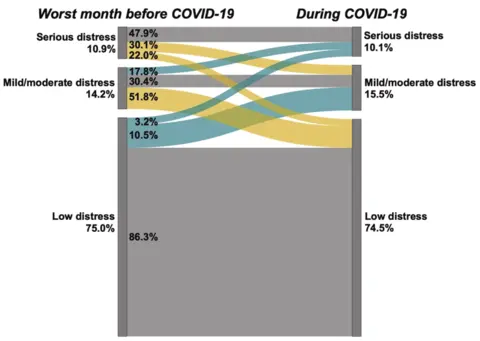 Worst month before COVID-19
During COVID-19
Serious distress
10.9%
47.9%
30.1%
22.0%
Serious distress
10.1%
Mild/moderate distress
14.2%
17.8%
30.4%
51.8%
Mild/moderate distress
15.5%
3.2%
10.5%
Low distress
75.0%
86.3%
Low distress
74.5%